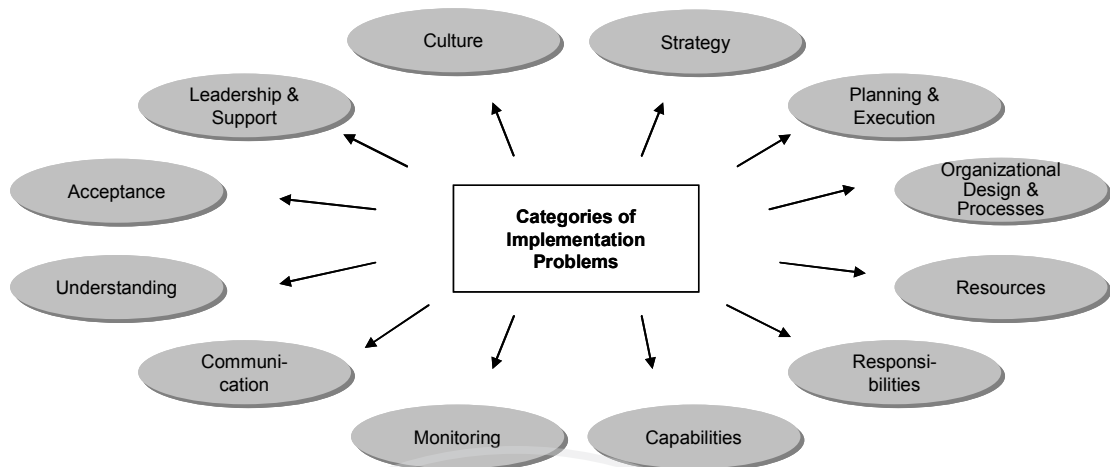 Culture
Strategy
Leadership &
Support
Planning &
Execution
Acceptance
Organizational
Design &
Processes
Categories of
Implementation
Problems
Understanding
Resources
Communi-
cation
Responsi-
bilities
Monitoring
Capabilities